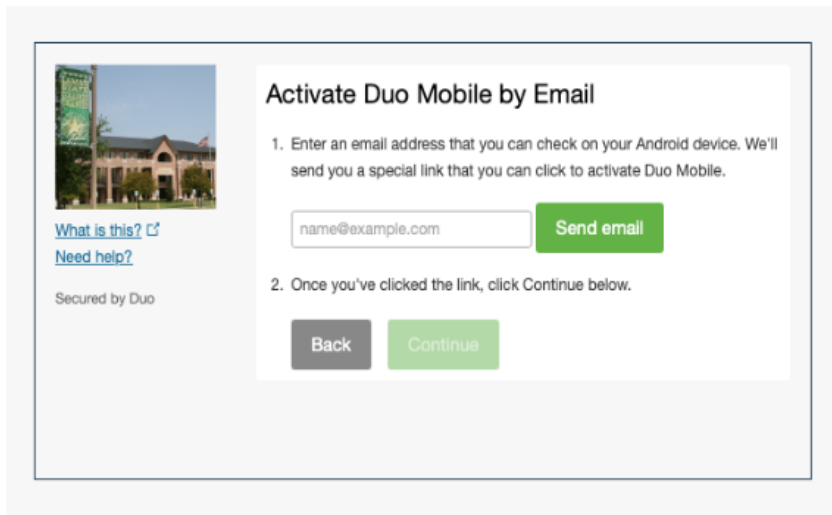 Activate Duo Mobile by Email
1. Enter an email address that you can check on your Android device. We'll
send you a special link that you can click to activate Duo Mobile.
name@example.com
Send email
2. Once you've clicked the link, click Continue below.
Back
Continue
What is this?
Need help?
Secured by Duo